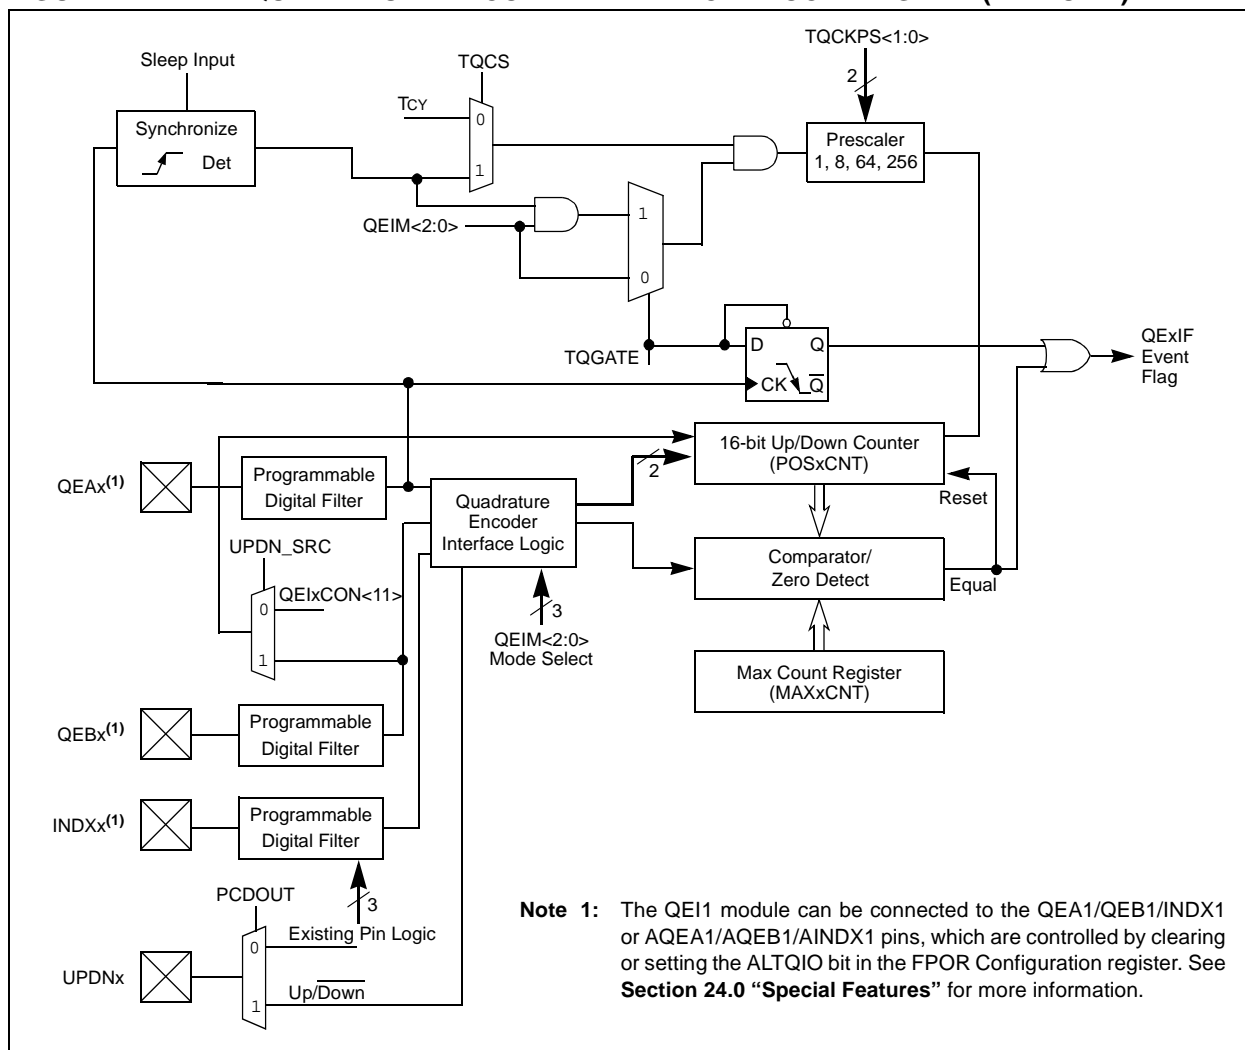 TQCKPS<1:0>
Sleep Input
TQCS
2
TCY
0
Synchronize
Det
1
Prescaler
1, 8, 64, 256
QEIM<2:0>
1
0
TQGATE
D Q
CK Q
QExIF
Event
Flag
QEAx(1)
Programmable
Digital Filter
Quadrature
Encoder
Interface Logic
2
16-bit Up/Down Counter
(POSxCNT)
Reset
UPDN_SRC
QEIxCON<11>
0
1
Comparator/
Zero Detect
Equal
3
QEIM<2:0>
Mode Select
Max Count Register
(MAXxCNT)
QEBx(1)
Programmable
Digital Filter
INDXx(1)
Programmable
Digital Filter
PCDOUT
3
0
Existing Pin Logic
UPDNx
1
Up/Down
Note 1: The QEI1 module can be connected to the QEA1/QEB1/INDX1
or AQEA1/AQEB1/AINDX1 pins, which are controlled by clearing
or setting the ALTQIO bit in the FPOR Configuration register. See
Section 24.0 “Special Features” for more information.